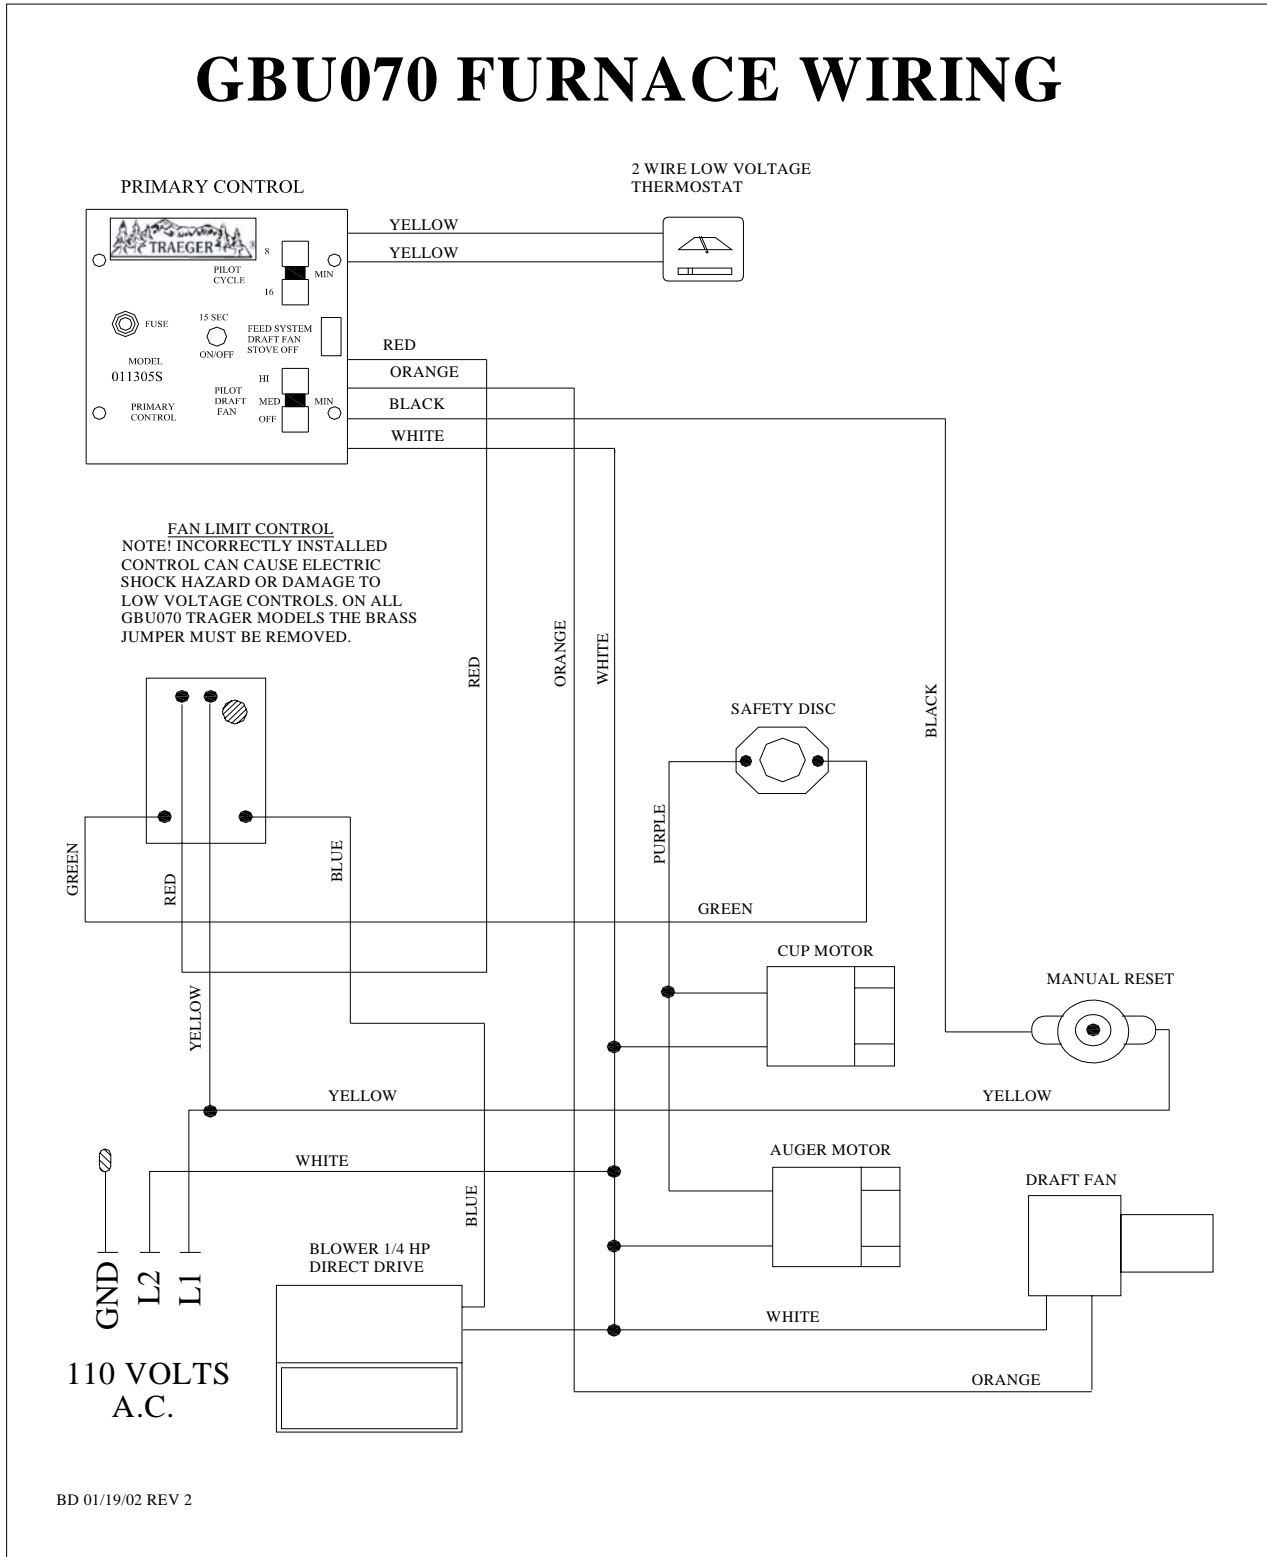 GBU070 FURNACE WIRING
2 WIRE LOW VOLTAGE
THERMOSTAT
PRIMARY CONTROL
TRAEGER
®
8
PILOT
CYCLE
MIN
16
FUSE
15 SEC
ON/OFF
FEED SYSTEM
DRAFT FAN
STOVE OFF
MODEL
011305S
HI
PILOT
DRAFT
FAN
MED
MIN
OFF
PRIMARY
CONTROL
YELLOW
YELLOW
RED
ORANGE
BLACK
WHITE
FAN LIMIT CONTROL
NOTE! INCORRECTLY INSTALLED
CONTROL CAN CAUSE ELECTRIC
SHOCK HAZARD OR DAMAGE TO
LOW VOLTAGE CONTROLS. ON ALL
GBU070 TRAGER MODELS THE BRASS
JUMPER MUST BE REMOVED.
RED
ORANGE
WHITE
BLACK
SAFETY DISC
PURPLE
GREEN
RED
BLUE
GREEN
CUP MOTOR
MANUAL RESET
YELLOW
YELLOW
YELLOW
WHITE
BLUE
AUGER MOTOR
DRAFT FAN
GND
L2
L1
BLOWER 1/4 HP
DIRECT DRIVE
WHITE
110 VOLTS
A.C.
ORANGE
BD 01/19/02 REV 2